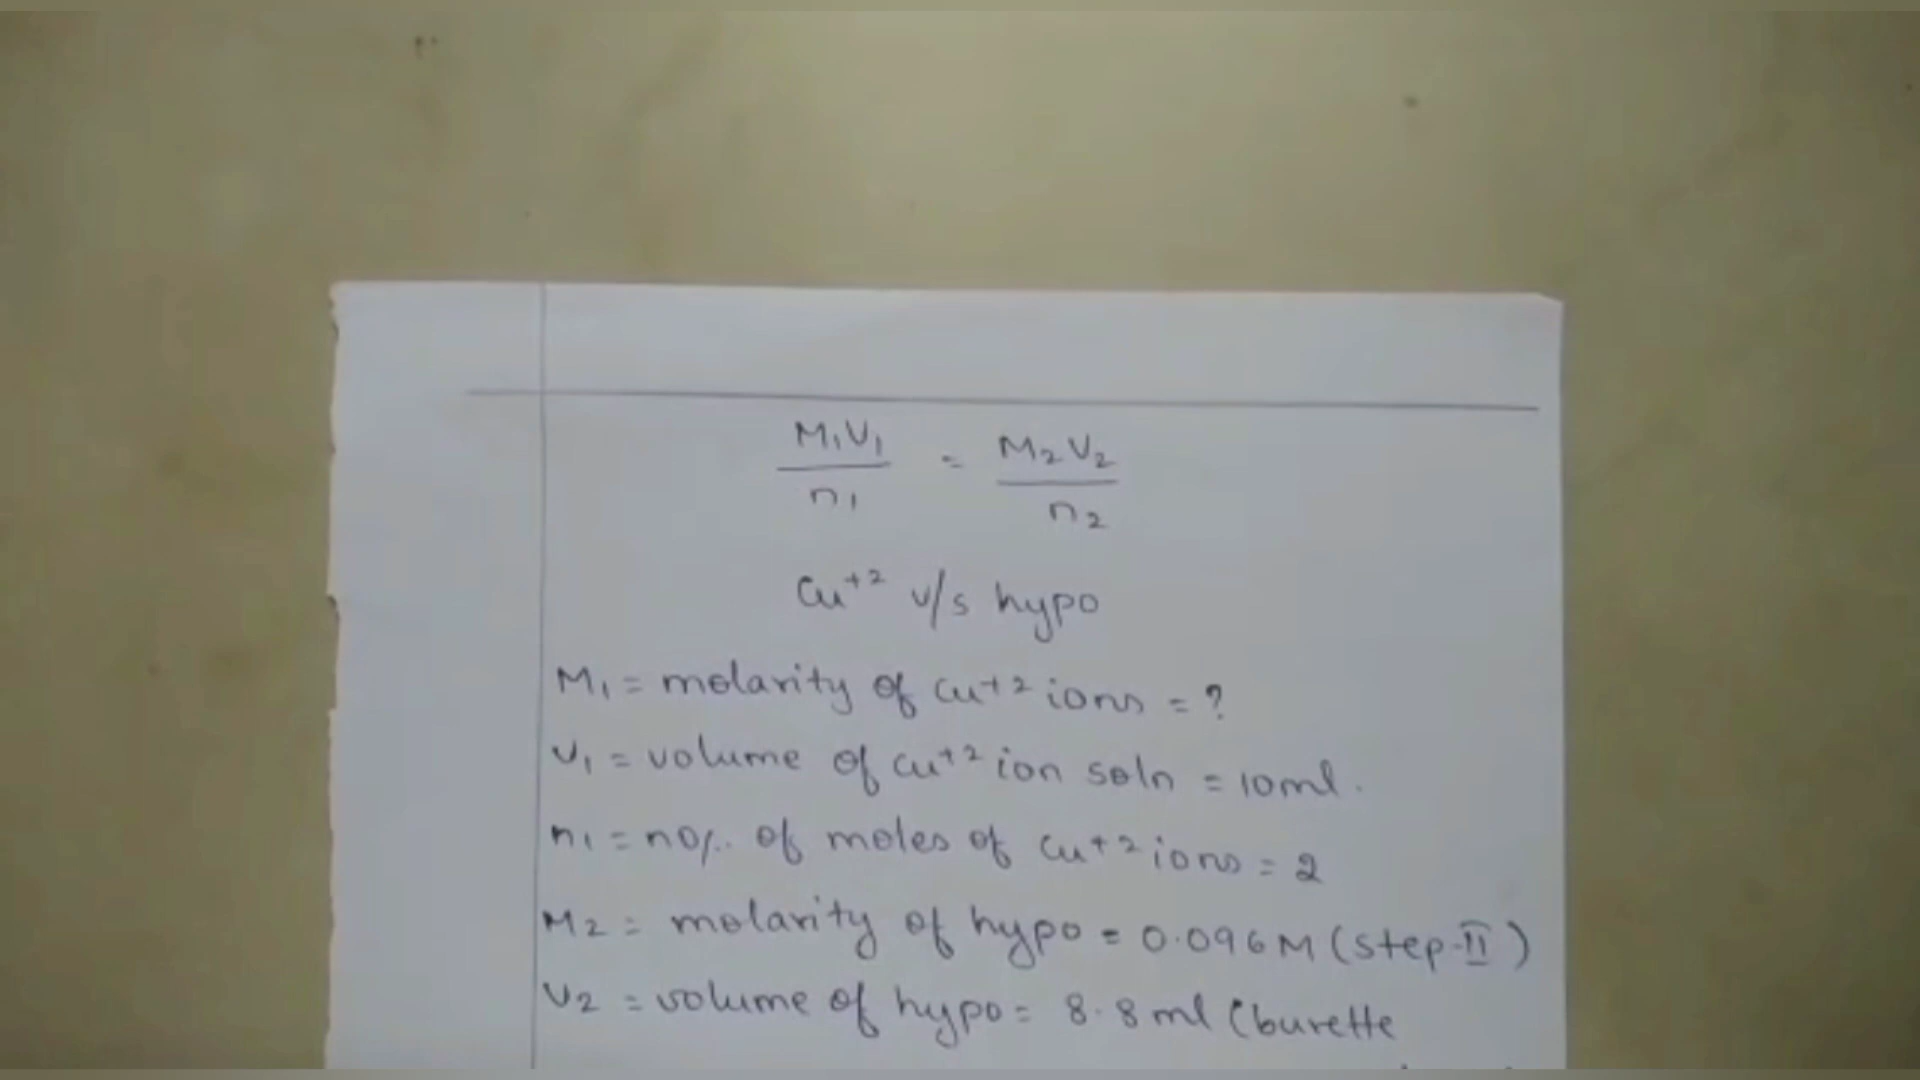 M₁V₁ = M₂V₂
n₁ n₂
Cu⁺² v/s hypo
M₁ = molarity of Cu⁺² ions = ?
V₁ = volume of Cu⁺² ion soln = 10ml.
n₁ = no/. of moles of Cu⁺² ions = 2
M₂ = molarity of hypo = 0.096M (step-II)
V₂ = volume of hypo = 8.8ml (burette